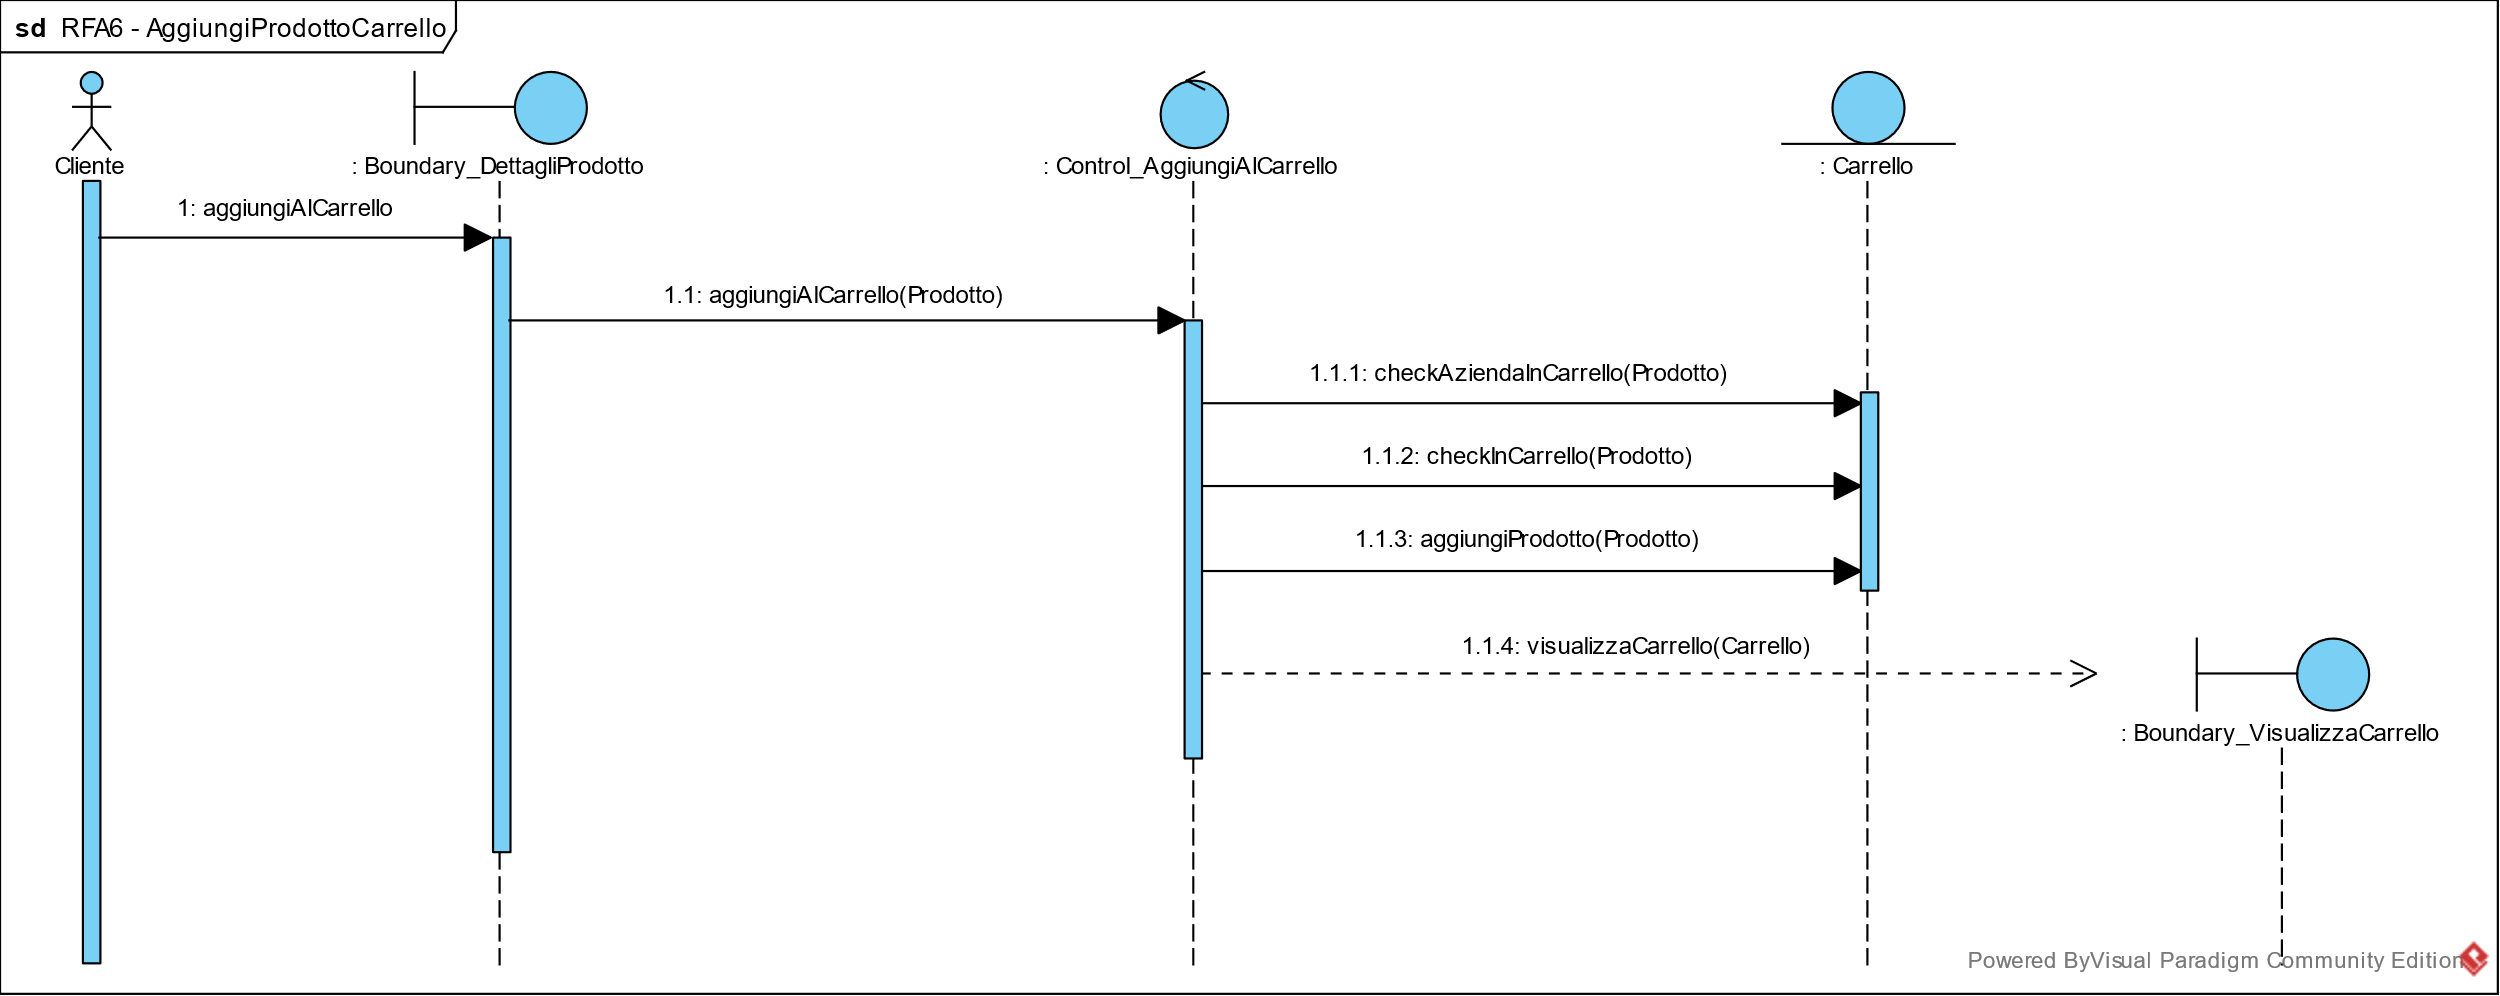 sd RFA6 - AggiungiProdottoCarrello
Cliente
: Boundary_DettagliProdotto
: Control_AggiungiAlCarrello
: Carrello
1: aggiungiAlCarrello
1.1: aggiungiAlCarrello(Prodotto)
1.1.1: checkAziendaInCarrello(Prodotto)
1.1.2: checkInCarrello(Prodotto)
1.1.3: aggiungiProdotto(Prodotto)
1.1.4: visualizzaCarrello(Carrello)
: Boundary_VisualizzaCarrello
Powered ByVisual Paradigm Community Edition